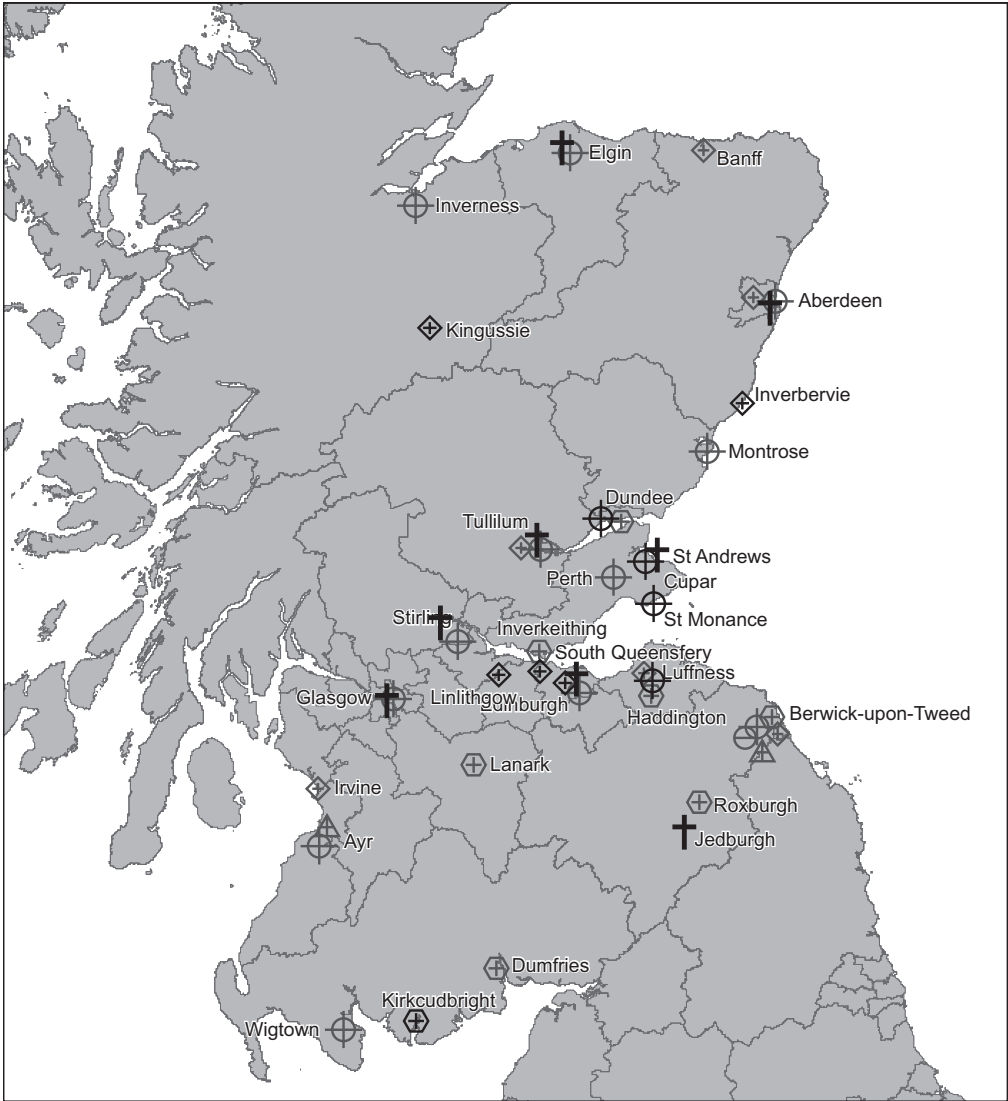 Elgin
Banff
Inverness
Aberdeen
Kingussie
Inverbervie
Montrose
Dundee
Tullilum
St Andrews
Perth
Cupar
St Monance
Stirling
Inverkeithing
South Queensfery
Luffness
Glasgow
Linlithgow
Haddington
Berwick-upon-Tweed
Lanark
Irvine
Roxburgh
Ayr
Jedburgh
Dumfries
Kirkcudbright
Wigtown